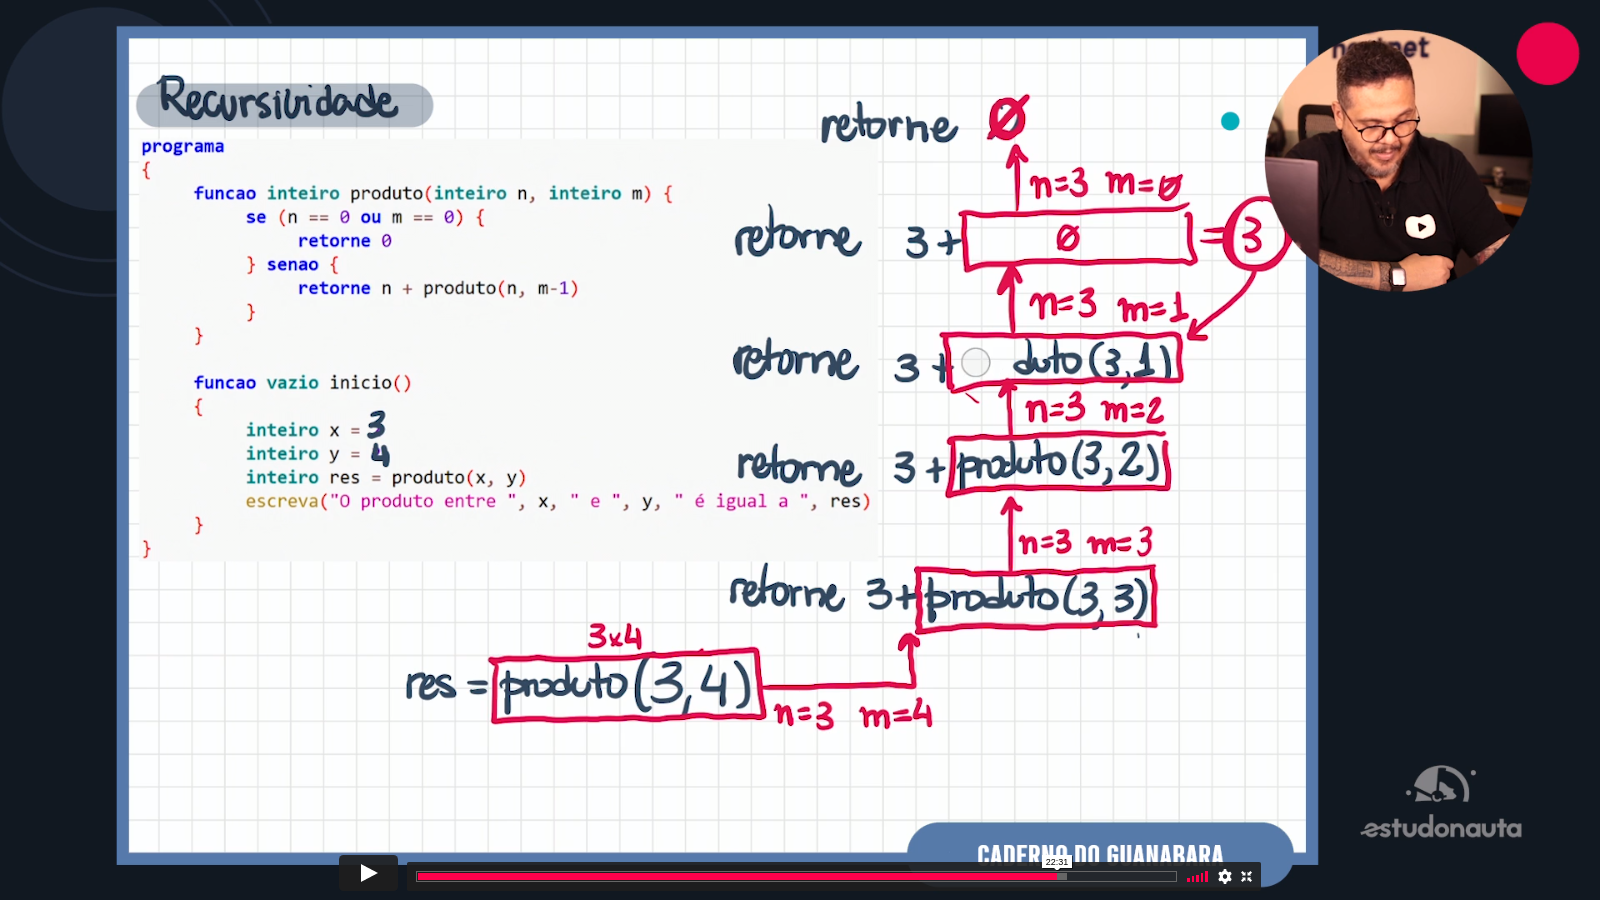 Recursividade
programa
{
funcao inteiro produto(inteiro n, inteiro m) {
se (n == 0 ou m == 0) {
retorne 0
} senao {
retorne n + produto(n, m-1)
}
}
funcao vazio inicio()
{
inteiro x = 3
inteiro y = 4
inteiro res = produto(x, y)
escreva("O produto entre ", x, " e ", y, " é igual a ", res)
}
}
retorne 0
n=3 m=0
retorne 3+ 0 = 3
n=3 m=1
retorne 3+ duto(3,1)
n=3 m=2
retorne 3+ produto(3,2)
n=3 m=3
retorne 3+ produto(3,3)
3x4
res = produto(3,4)
n=3 m=4
estudonauta
CADERNO DO GUANABARA
22:31